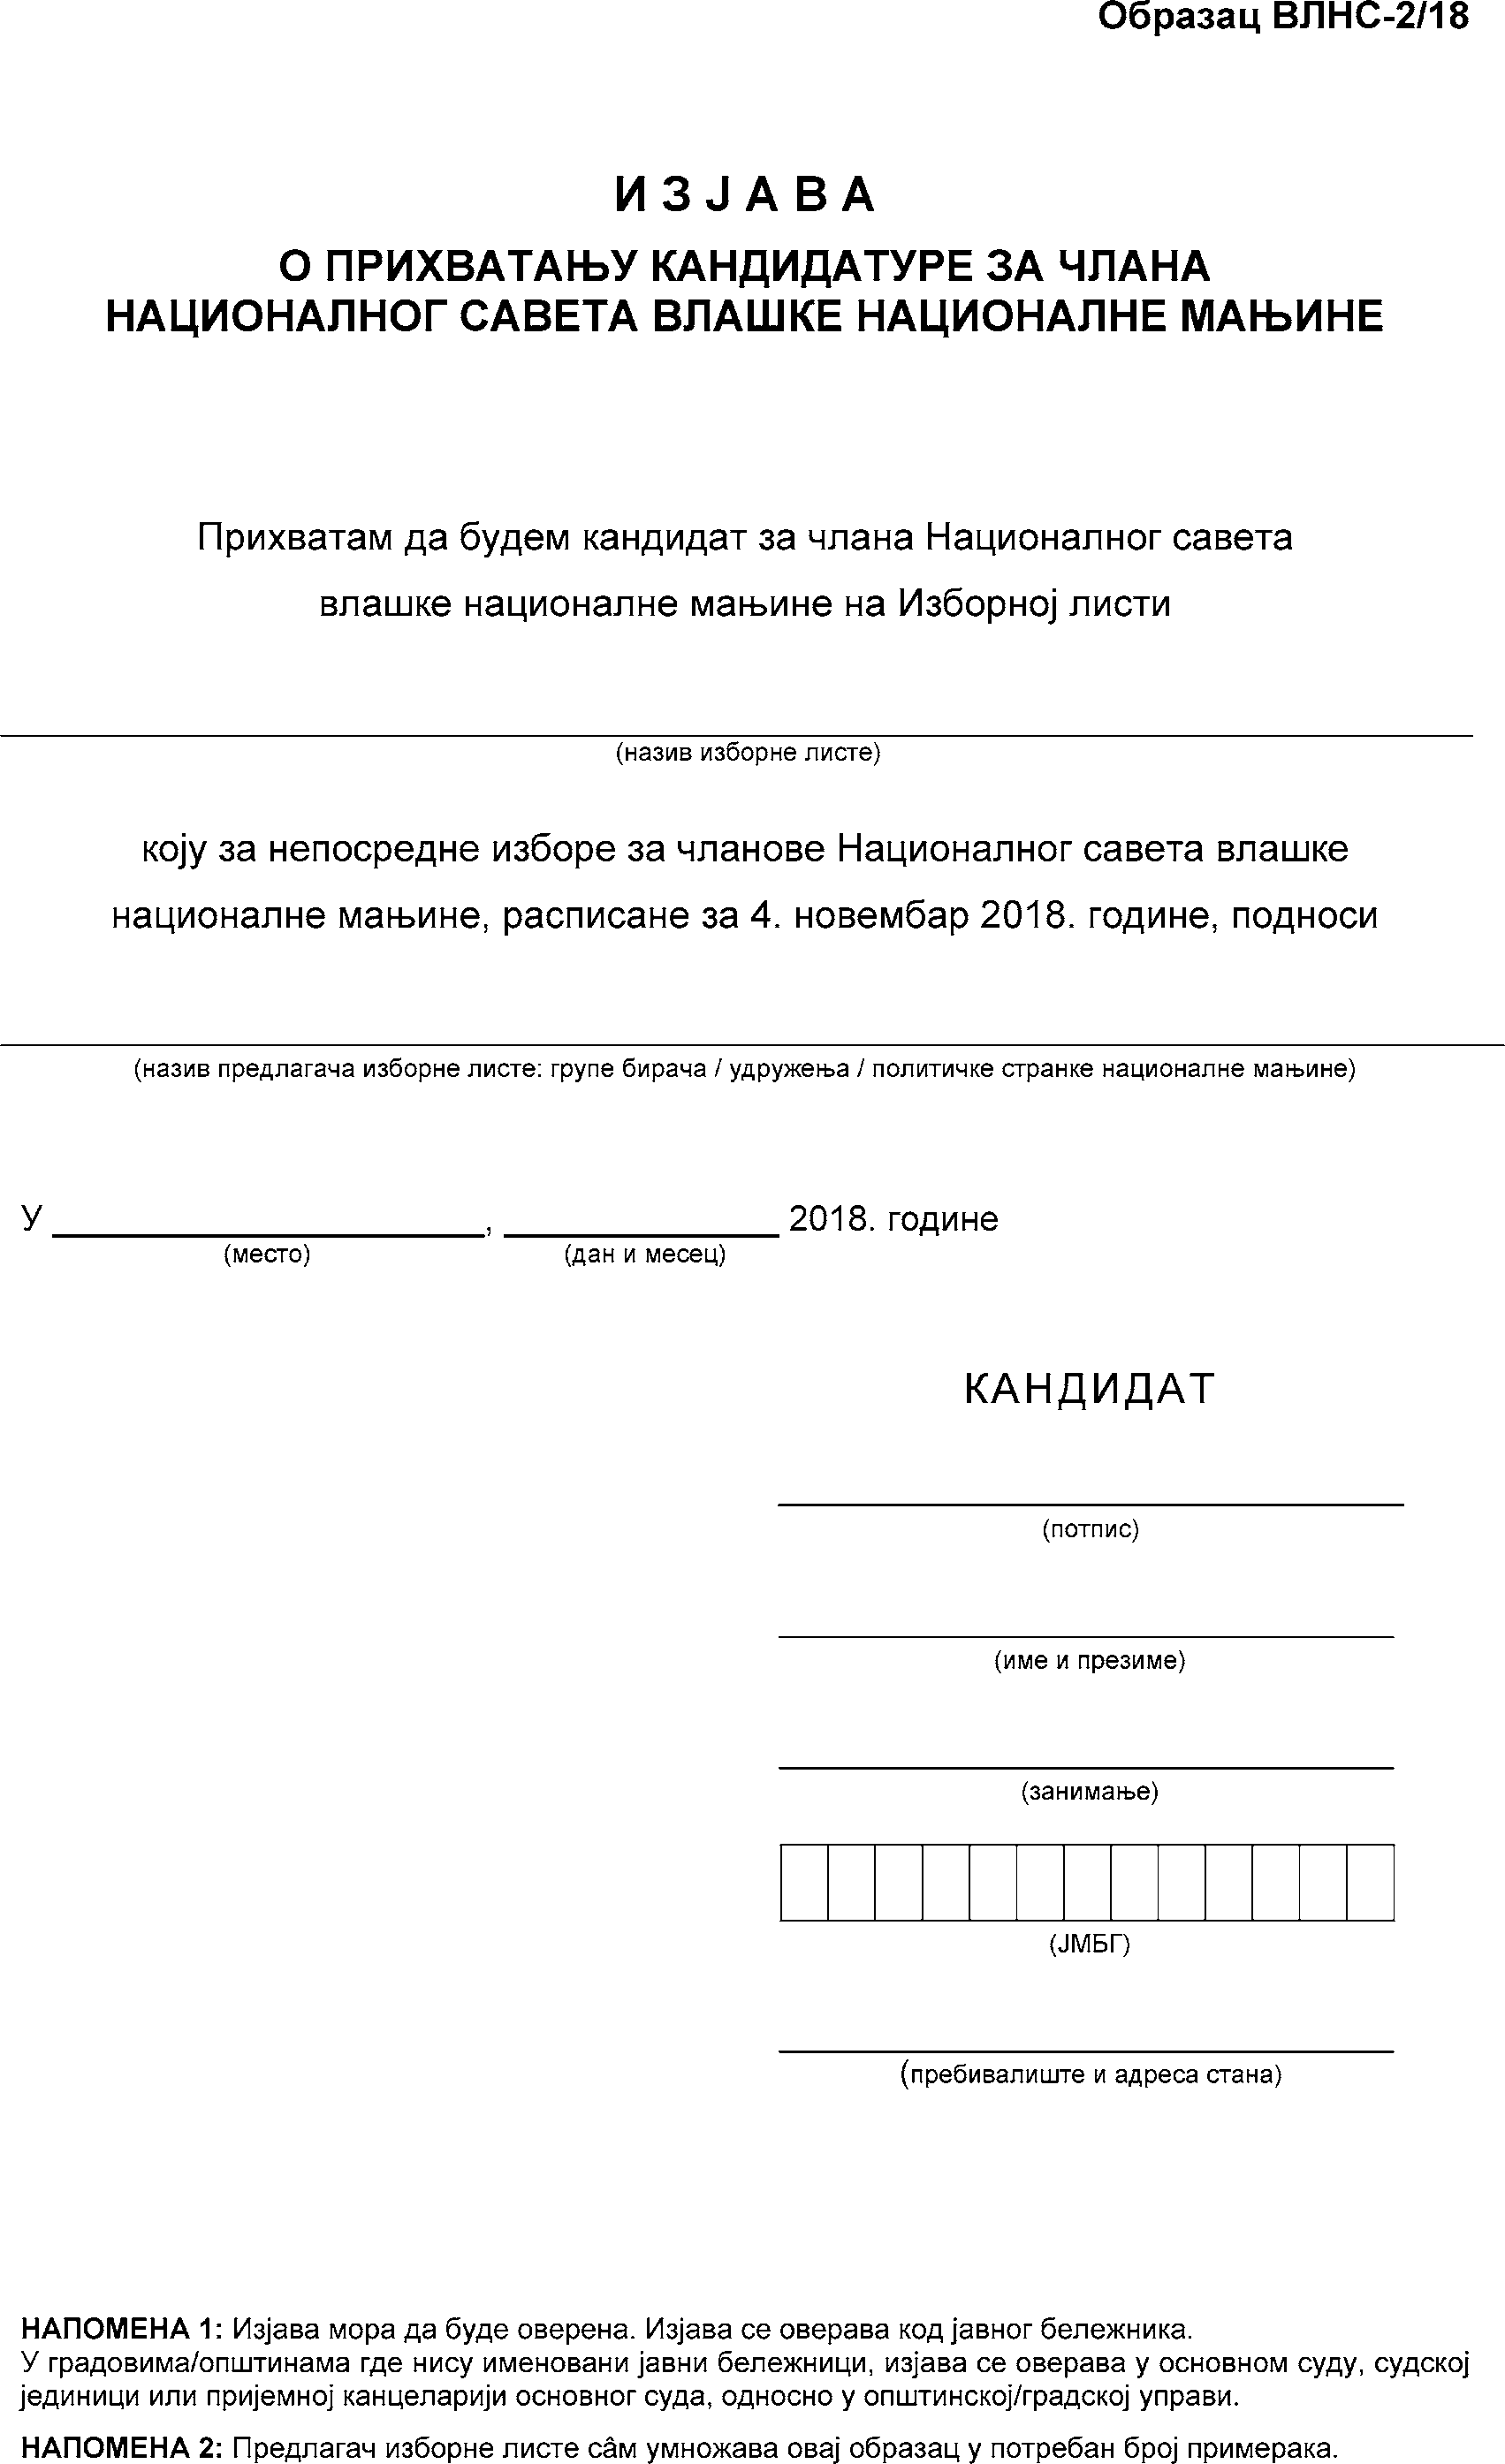 Образац ВЛНС-2/18
И З Ј А В А
О ПРИХВАТАЊУ КАНДИДАТУРЕ ЗА ЧЛАНА
НАЦИОНАЛНОГ САВЕТА ВЛАШКЕ НАЦИОНАЛНЕ МАЊИНЕ
Прихватам да будем кандидат за члана Националног савета
влашке националне мањине на Изборној листи
(назив изборне листе)
коју за непосредне изборе за чланове Националног савета влашке
националне мањине, расписане за 4. новембар 2018. године, подноси
(назив предлагача изборне листе: групе бирача / удружења / политичке странке националне мањине)
У ____________________, ____________ 2018. године
(место) (дан и месец)
КАНДИДАТ
(потпис)
(име и презиме)
(занимање)
(ЈМБГ)
(пребивалиште и адреса стана)
НАПОМЕНА 1: Изјава мора да буде оверена. Изјава се оверава код јавног бележника.
У градовима/општинама где нису именовани јавни бележници, изјава се оверава у основном суду, судској
јединици или пријемној канцеларији основног суда, односно у општинској/градској управи.
НАПОМЕНА 2: Предлагач изборне листе сâм умножава овај образац у потребан број примерака.